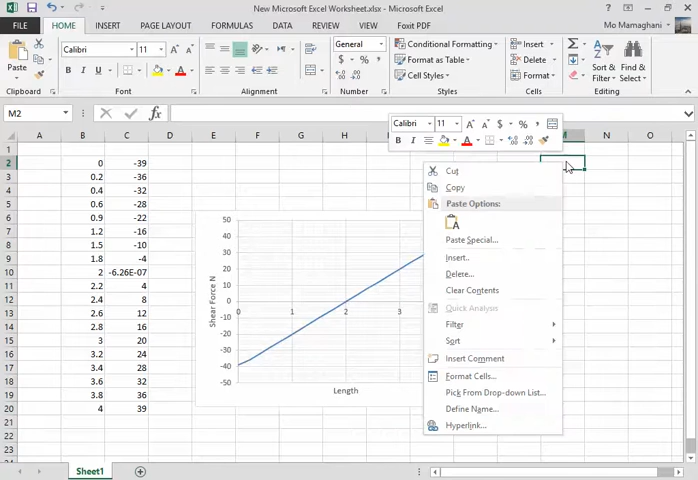 New Microsoft Excel Worksheet.xlsx - Microsoft Excel
FILE HOME INSERT PAGE LAYOUT FORMULAS DATA REVIEW VIEW Foxit PDF Mo Mamaghani
Calibri 11 General Conditional Formatting Insert
Paste Format as Table Delete Sort & Find &
Cell Styles Format Filter Select
Clipboard Font Alignment Number Styles Cells Editing
M2 fx
Calibri 11 $ %
B I A
A B C D E F G H M N O
1
2 0 -39
3 0.2 -36
4 0.4 -32
5 0.6 -28
6 0.9 -22
7 1.2 -16
8 1.5 -10
9 1.8 -4
10 2 -6.26E-07
11 2.2 4
12 2.4 8
13 2.6 12
14 2.8 16
15 3 20
16 3.2 24
17 3.4 28
18 3.6 32
19 3.8 36
20 4 39
21
22
23
50
40
30
20
10
0
-10
-20
-30
-40
-50
0 1 2 3
Shear Force N
Length
Cut
Copy
Paste Options:
Paste Special...
Insert..
Delete...
Clear Contents
Quick Analysis
Filter
Sort
Insert Comment
Format Cells...
Pick From Drop-down List...
Define Name...
Hyperlink...
Sheet1